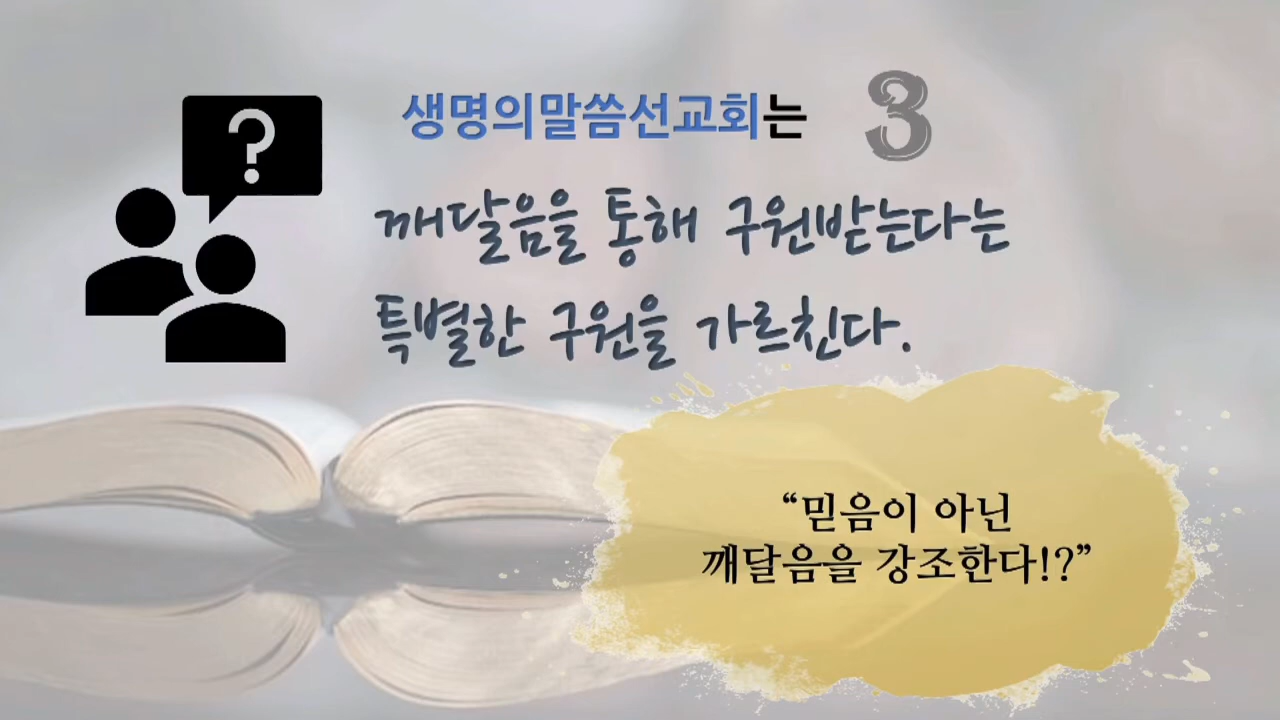 생명의말씀선교회는 3
깨달음을 통해 구원받는다는
특별한 구원을 가르친다.
?
“믿음이 아닌
깨달음을 강조한다!?”